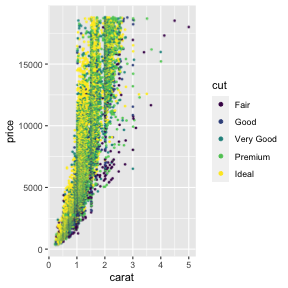 15000
10000
5000
0
price
0 1 2 3 4 5
carat
cut
Fair
Good
Very Good
Premium
Ideal